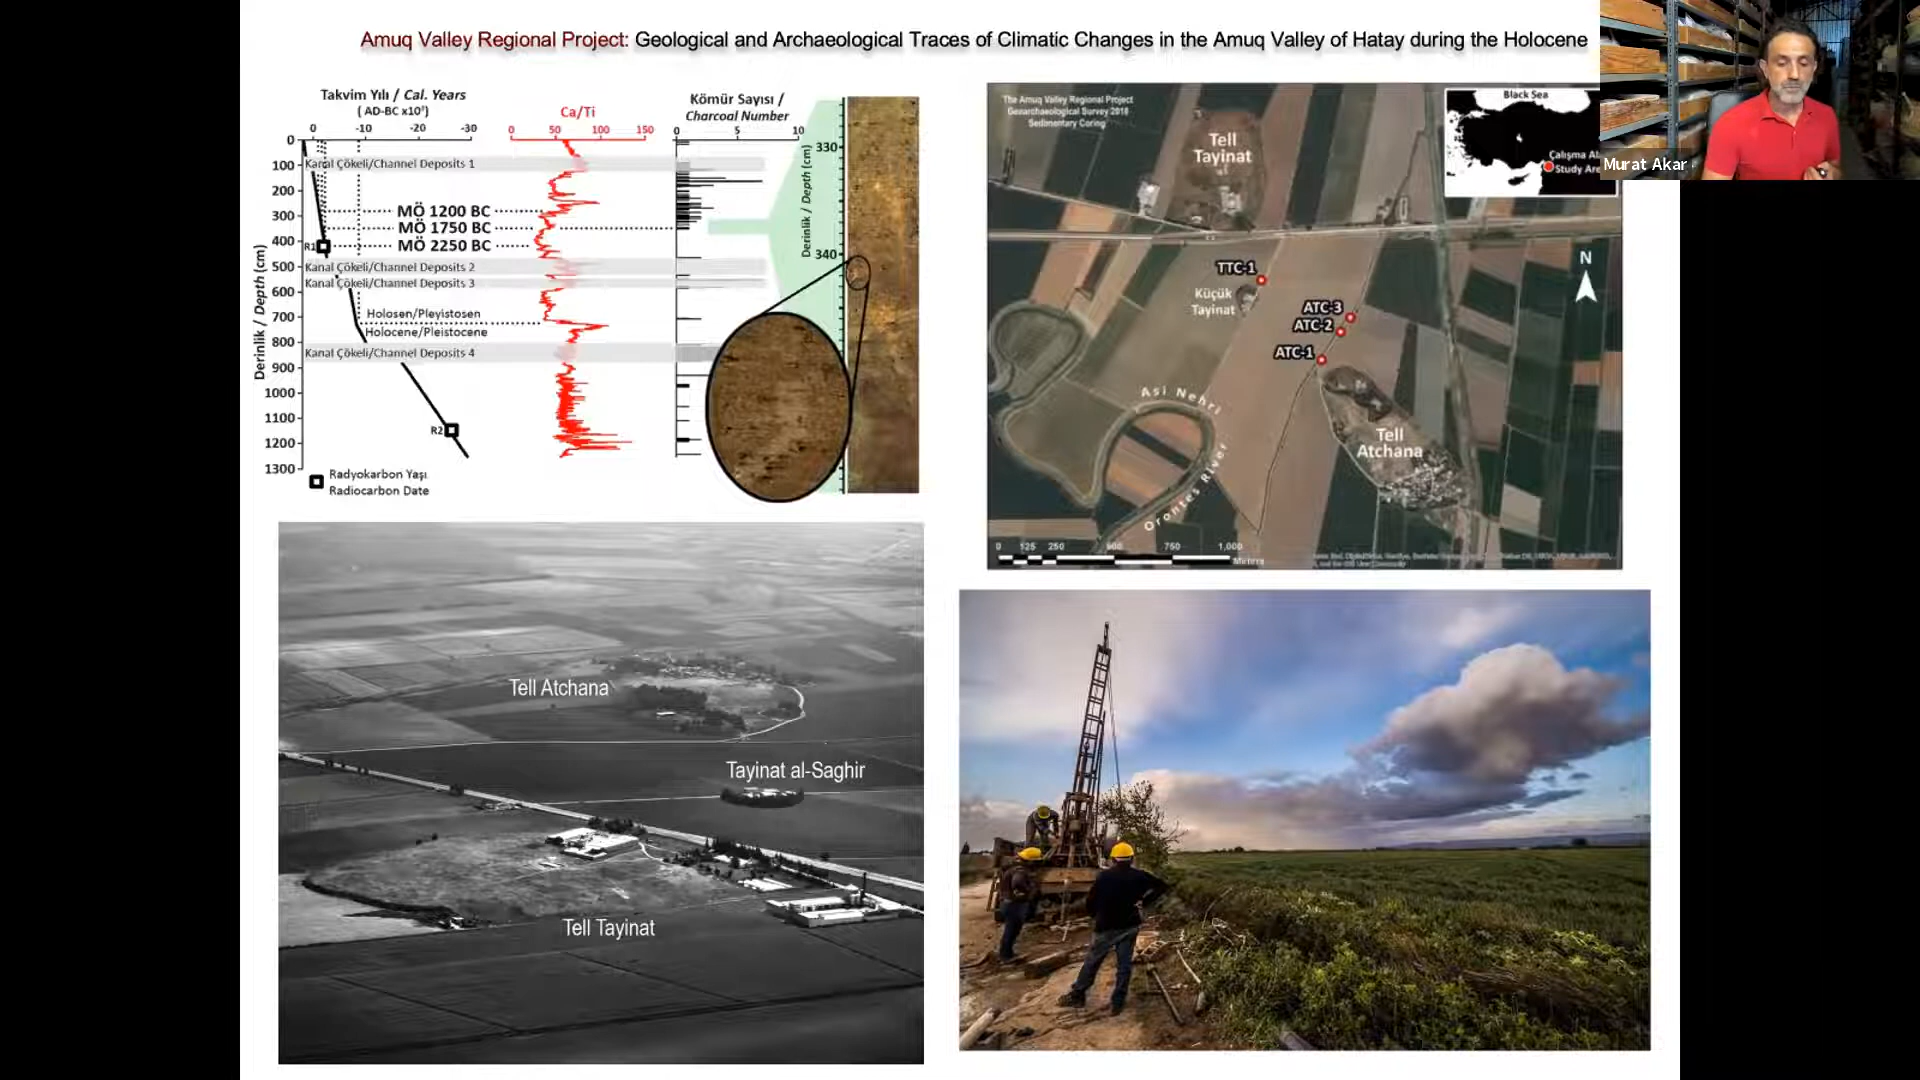 Amuq Valley Regional Project: Geological and Archaeological Traces of Climatic Changes in the Amuq Valley of Hatay during the Holocene
Murat Akar
Takvim Yılı / Cal. Years
( AD-BC x10³)
0 -10 -20 -30
Ca/Ti
0 50 100 150
Kömür Sayısı /
Charcoal Number
0 5 10
Derinlik / Depth (cm)
0
100
200
300
400
500
600
700
800
900
1000
1100
1200
1300
Kanal Çökeli/Channel Deposits 1
MÖ 1200 BC
MÖ 1750 BC
MÖ 2250 BC
R1
Kanal Çökeli/Channel Deposits 2
Kanal Çökeli/Channel Deposits 3
Holosen/Pleyistosen
Holocene/Pleistocene
Kanal Çökeli/Channel Deposits 4
R2
Radyokarbon Yaşı
Radiocarbon Date
Derinlik / Depth (cm)
330
340
The Amuq Valley Regional Project
Geoarchaeological Survey 2018
Sedimentary Coring
Tell
Tayinat
Black Sea
Çalışma
Study
N
TTC-1
Küçük
Tayinat
ATC-3
ATC-2
ATC-1
Asi Nehri
Orontes River
Tell
Atchana
0 125 250 500 750 1,000
Tell Atchana
Tayinat al-Saghir
Tell Tayinat